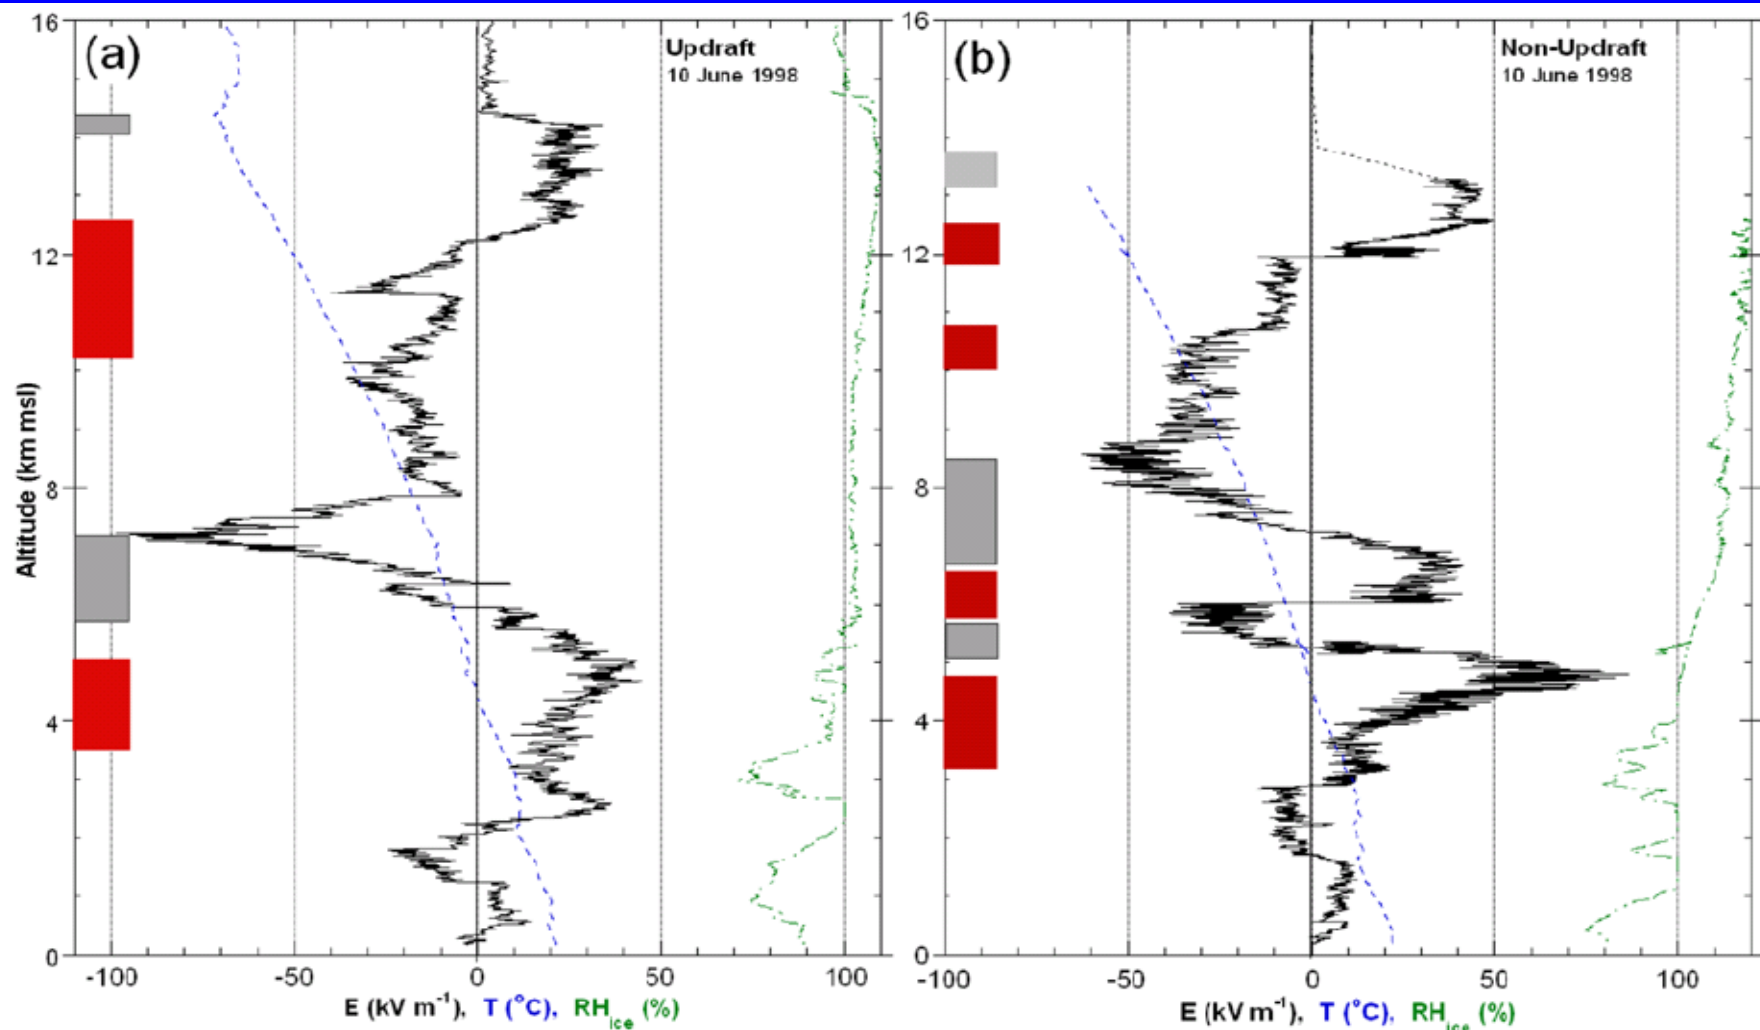 (a)
Updraft
10 June 1998
16
12
8
4
0
Altitude (km msl)
-100 -50 0 50 100
E (kV m⁻¹), T (°C), RHice (%)
(b)
Non-Updraft
10 June 1998
16
12
8
4
0
-100 -50 0 50 100
E (kV m⁻¹), T (°C), RHice (%)